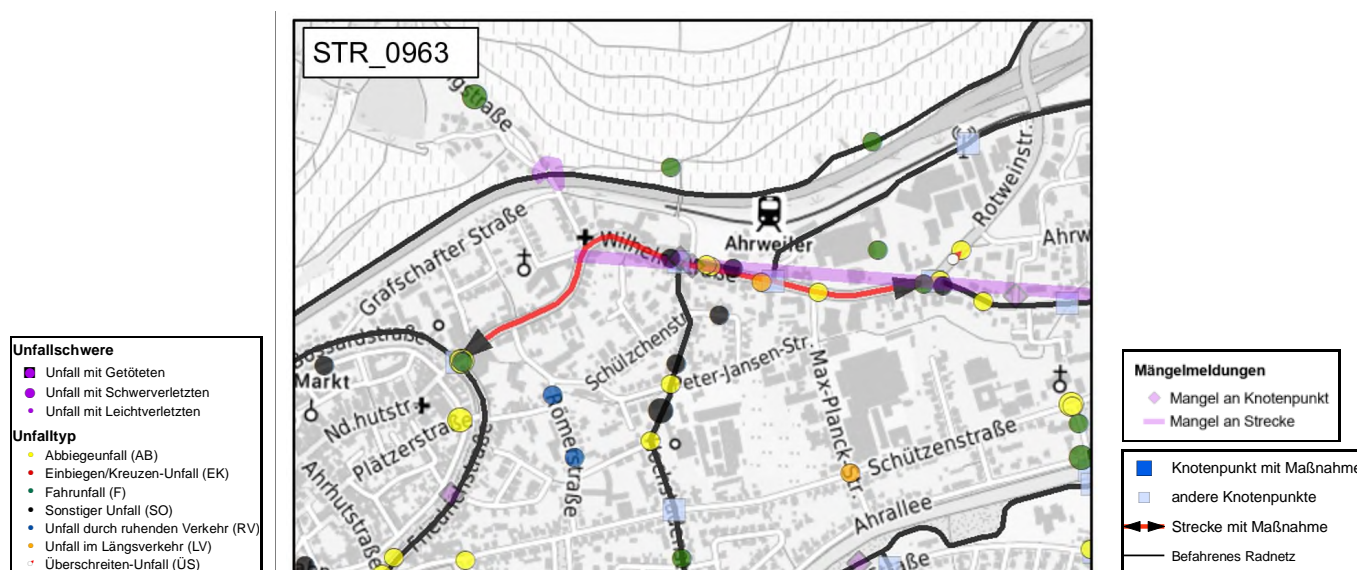 STR_0963
Rotweinstr.
Grafschafter Straße
Ahrweiler
Ahrw
Schülzchenstr.
Peter-Jansen-Str.
Max-Planck-Str.
Markt
Nd.hutstr.
Plätzerstraße
Römerstraße
Schützenstraße
Ahrhutstraße
Friedrichstraße
Ahrallee
Unfallschwere
Unfall mit Getöteten
Unfall mit Schwerverletzten
Unfall mit Leichtverletzten
Unfalltyp
Abbiegeunfall (AB)
Einbiegen/Kreuzen-Unfall (EK)
Fahrunfall (F)
Sonstiger Unfall (SO)
Unfall durch ruhenden Verkehr (RV)
Unfall im Längsverkehr (LV)
Überschreiten-Unfall (ÜS)
Mängelmeldungen
Mangel an Knotenpunkt
Mangel an Strecke
Knotenpunkt mit Maßnahme
andere Knotenpunkte
Strecke mit Maßnahme
Befahrenes Radnetz